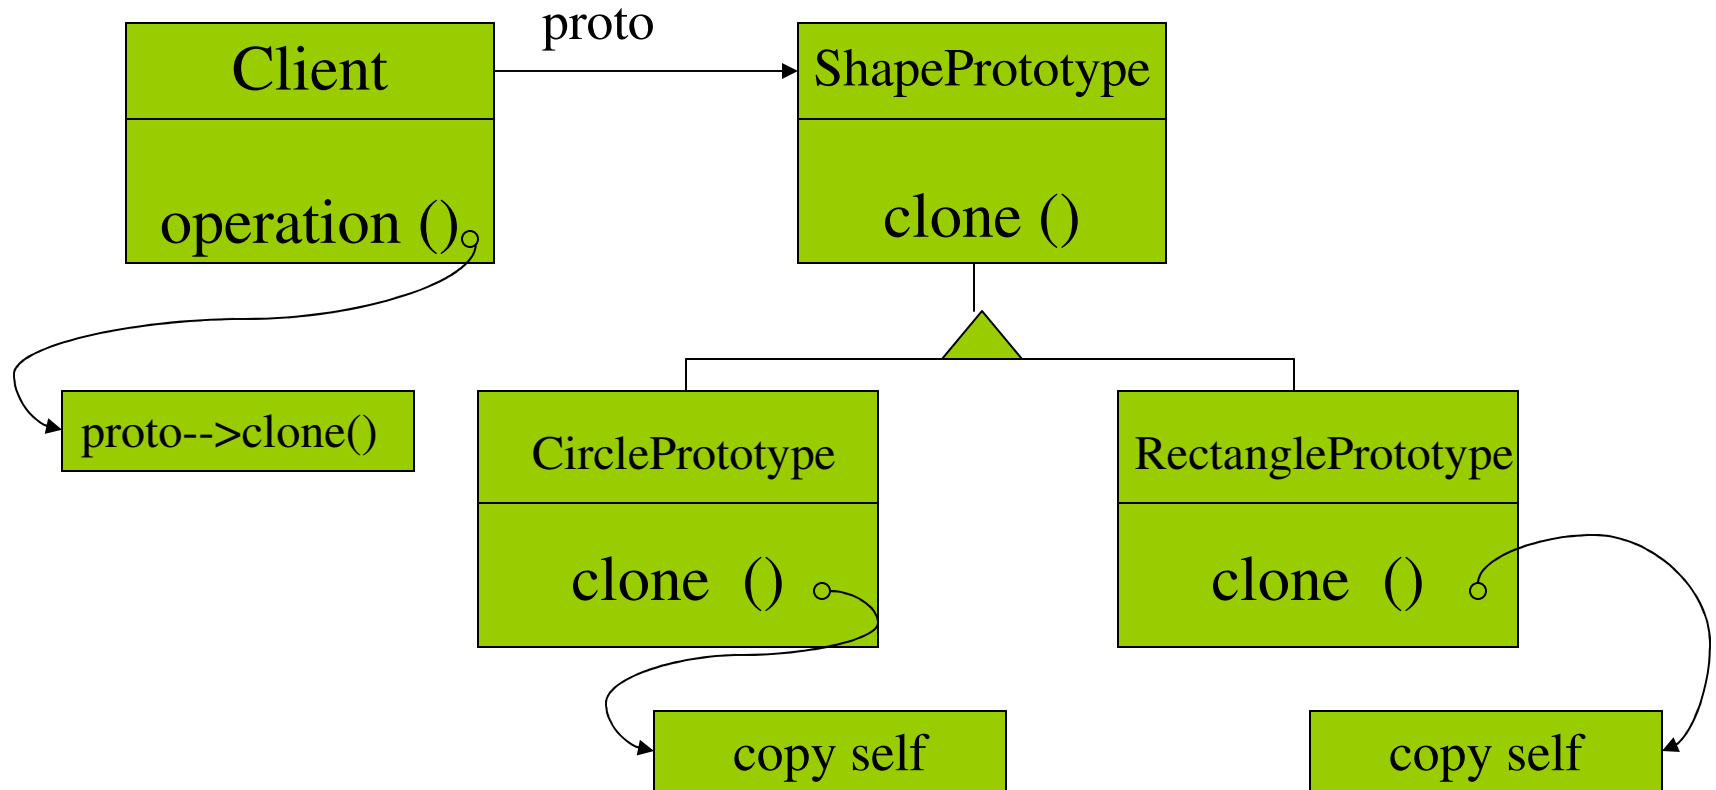 proto
Client
ShapePrototype
operation ()
clone ()
proto-->clone()
CirclePrototype
RectanglePrototype
clone ()
clone ()
copy self
copy self